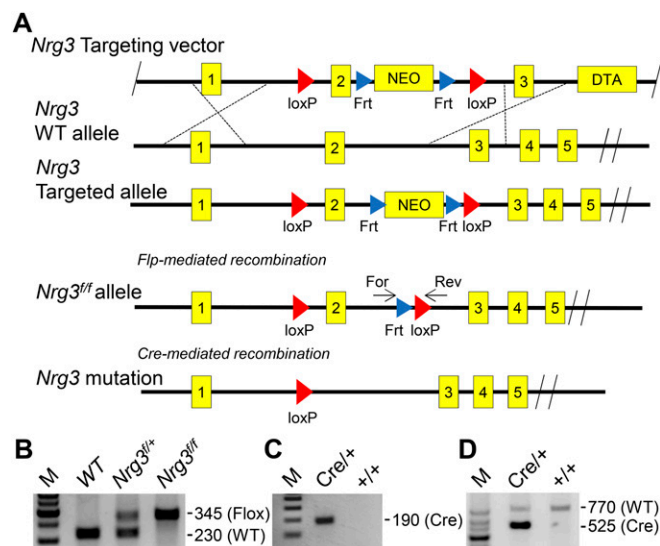 A
Nrg3 Targeting vector
1 2 NEO 3 DTA
loxP Frt Frt loxP
Nrg3
WT allele
1 2 3 4 5
Nrg3
Targeted allele
1 2 NEO 3 4 5
loxP Frt Frt loxP
Flp-mediated recombination
For Rev
Nrg3f/f allele
1 2 3 4 5
loxP Frt loxP
Cre-mediated recombination
Nrg3 mutation
1 3 4 5
loxP
B
M WT Nrg3f/+ Nrg3f/f
-345 (Flox)
-230 (WT)
C
M Cre/+ +/+
-190 (Cre)
D
M Cre/+ +/+
-770 (WT)
-525 (Cre)